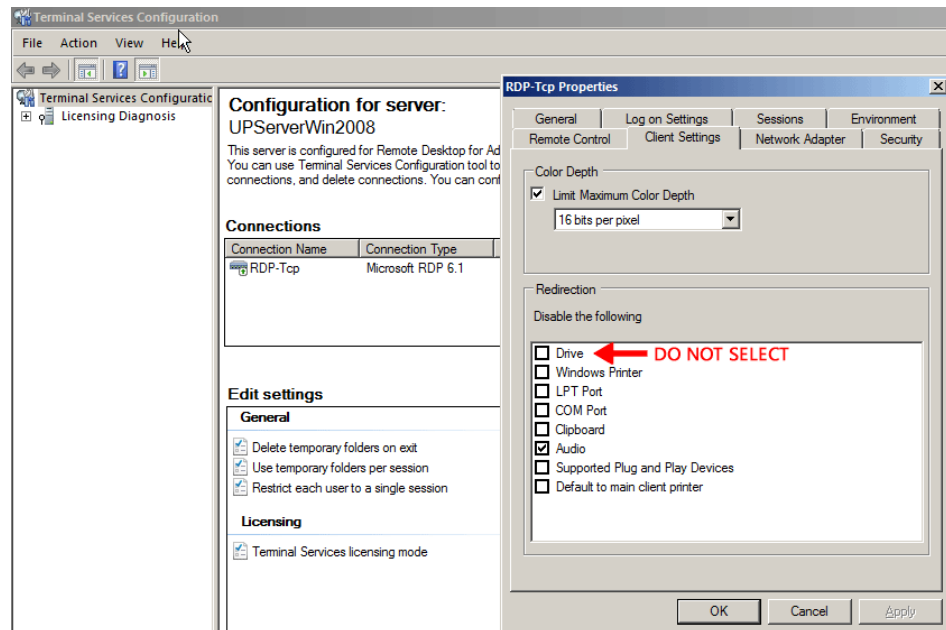 Terminal Services Configuration
File Action View Help
Terminal Services Configuratic
Licensing Diagnosis
Configuration for server:
UPServerWin2008
This server is configured for Remote Desktop for Ad
You can use Terminal Services Configuration tool to
connections, and delete connections. You can conf
Connections
Connection Name Connection Type
RDP-Tcp Microsoft RDP 6.1
Edit settings
General
Delete temporary folders on exit
Use temporary folders per session
Restrict each user to a single session
Licensing
Terminal Services licensing mode
RDP-Tcp Properties
General Log on Settings Sessions Environment
Remote Control Client Settings Network Adapter Security
Color Depth
Limit Maximum Color Depth
16 bits per pixel
Redirection
Disable the following
Drive DO NOT SELECT
Windows Printer
LPT Port
COM Port
Clipboard
Audio
Supported Plug and Play Devices
Default to main client printer
OK Cancel Apply